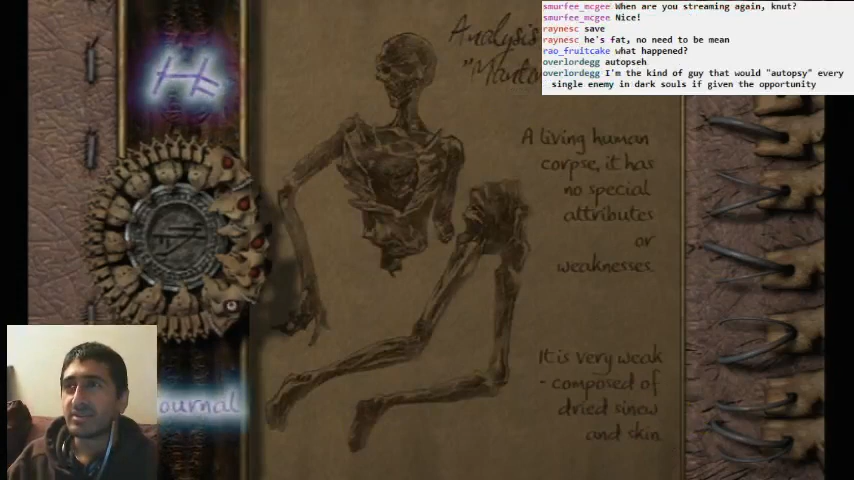 smurfee_mcgee When are you streaming again, knut?
smurfee_mcgee Nice!
raynesc save
raynesc he's fat, no need to be mean
rao_fruitcake what happened?
overlordegg autopseh
overlordegg I'm the kind of guy that would "autopsy" every
single enemy in dark souls if given the opportunity
Analysis
A living human
corpse, it has
no special
attributes
or
weaknesses.
It is very weak
- composed of
dried sinew
and skin
ournal